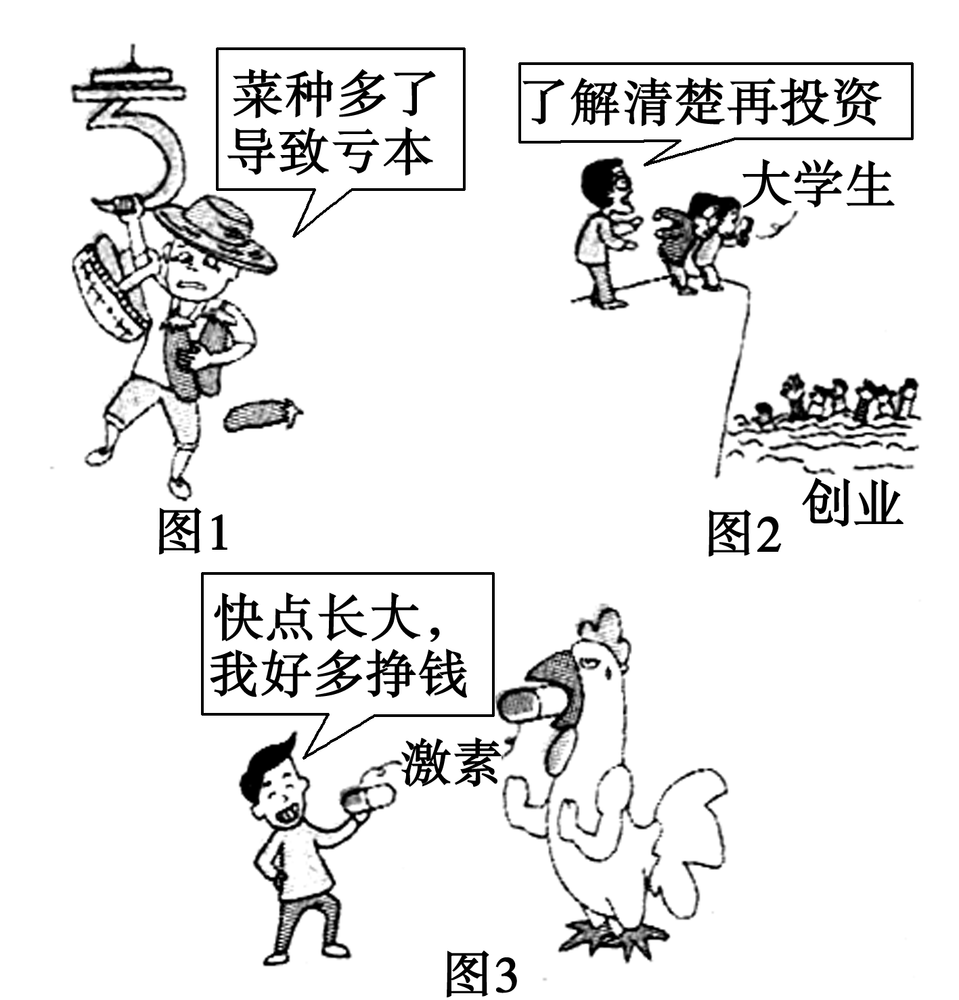 菜种多了
导致亏本
了解清楚再投资
大学生
创业
图1
图2
快点长大，
我好多挣钱
激素
图3